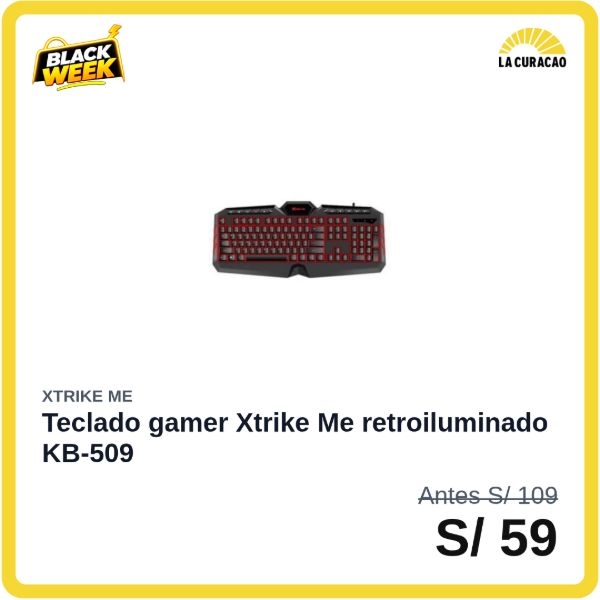 BLACK
WEEK
LA CURACAO
XTRIKE ME
Teclado gamer Xtrike Me retroiluminado
KB-509
Antes S/ 109
S/ 59